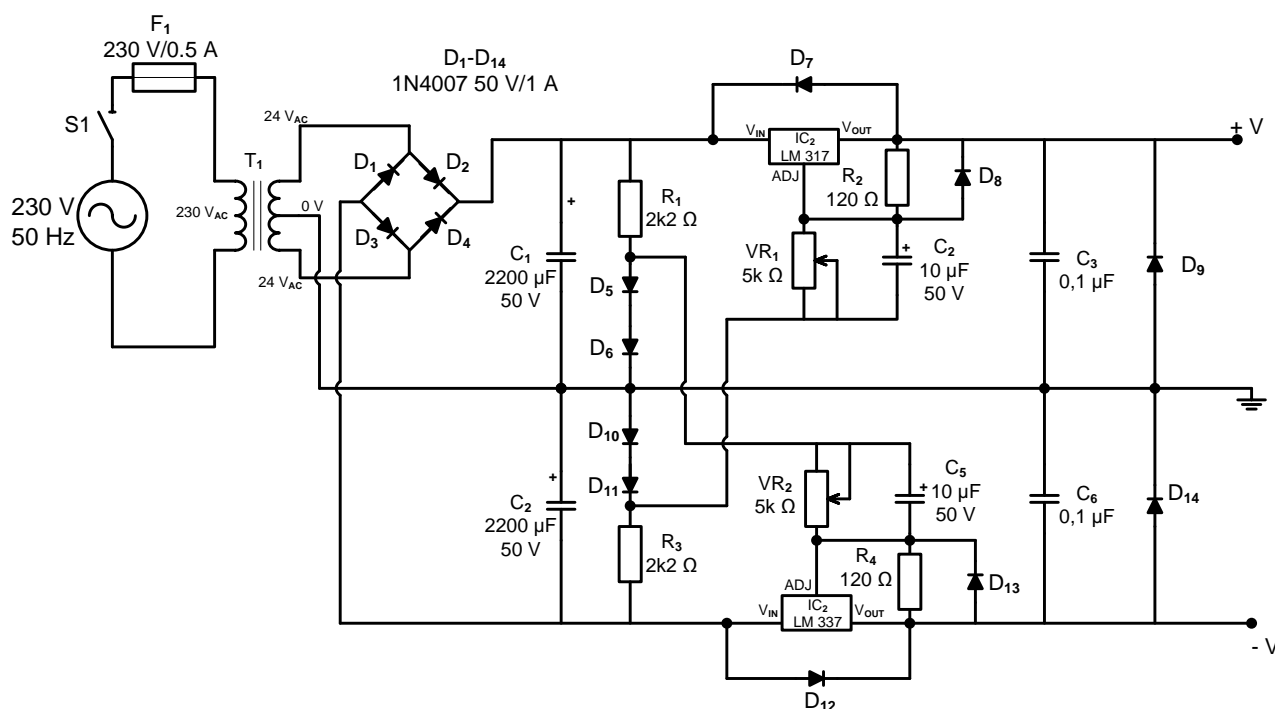 F1
230 V/0.5 A
S1
230 V
50 Hz
T1
230 VAC
24 VAC
0 V
24 VAC
D1-D14
1N4007 50 V/1 A
D1
D2
D3
D4
C1
2200 µF
50 V
+
R1
2k2 Ω
D5
D6
D7
VIN
IC2
LM 317
VOUT
ADJ
R2
120 Ω
D8
VR1
5k Ω
+
C2
10 µF
50 V
C3
0,1 µF
D9
+ V
D10
D11
+
C2
2200 µF
50 V
R3
2k2 Ω
VR2
5k Ω
+
C5
10 µF
50 V
C6
0,1 µF
D14
R4
120 Ω
D13
ADJ
VIN
IC2
LM 337
VOUT
D12
- V